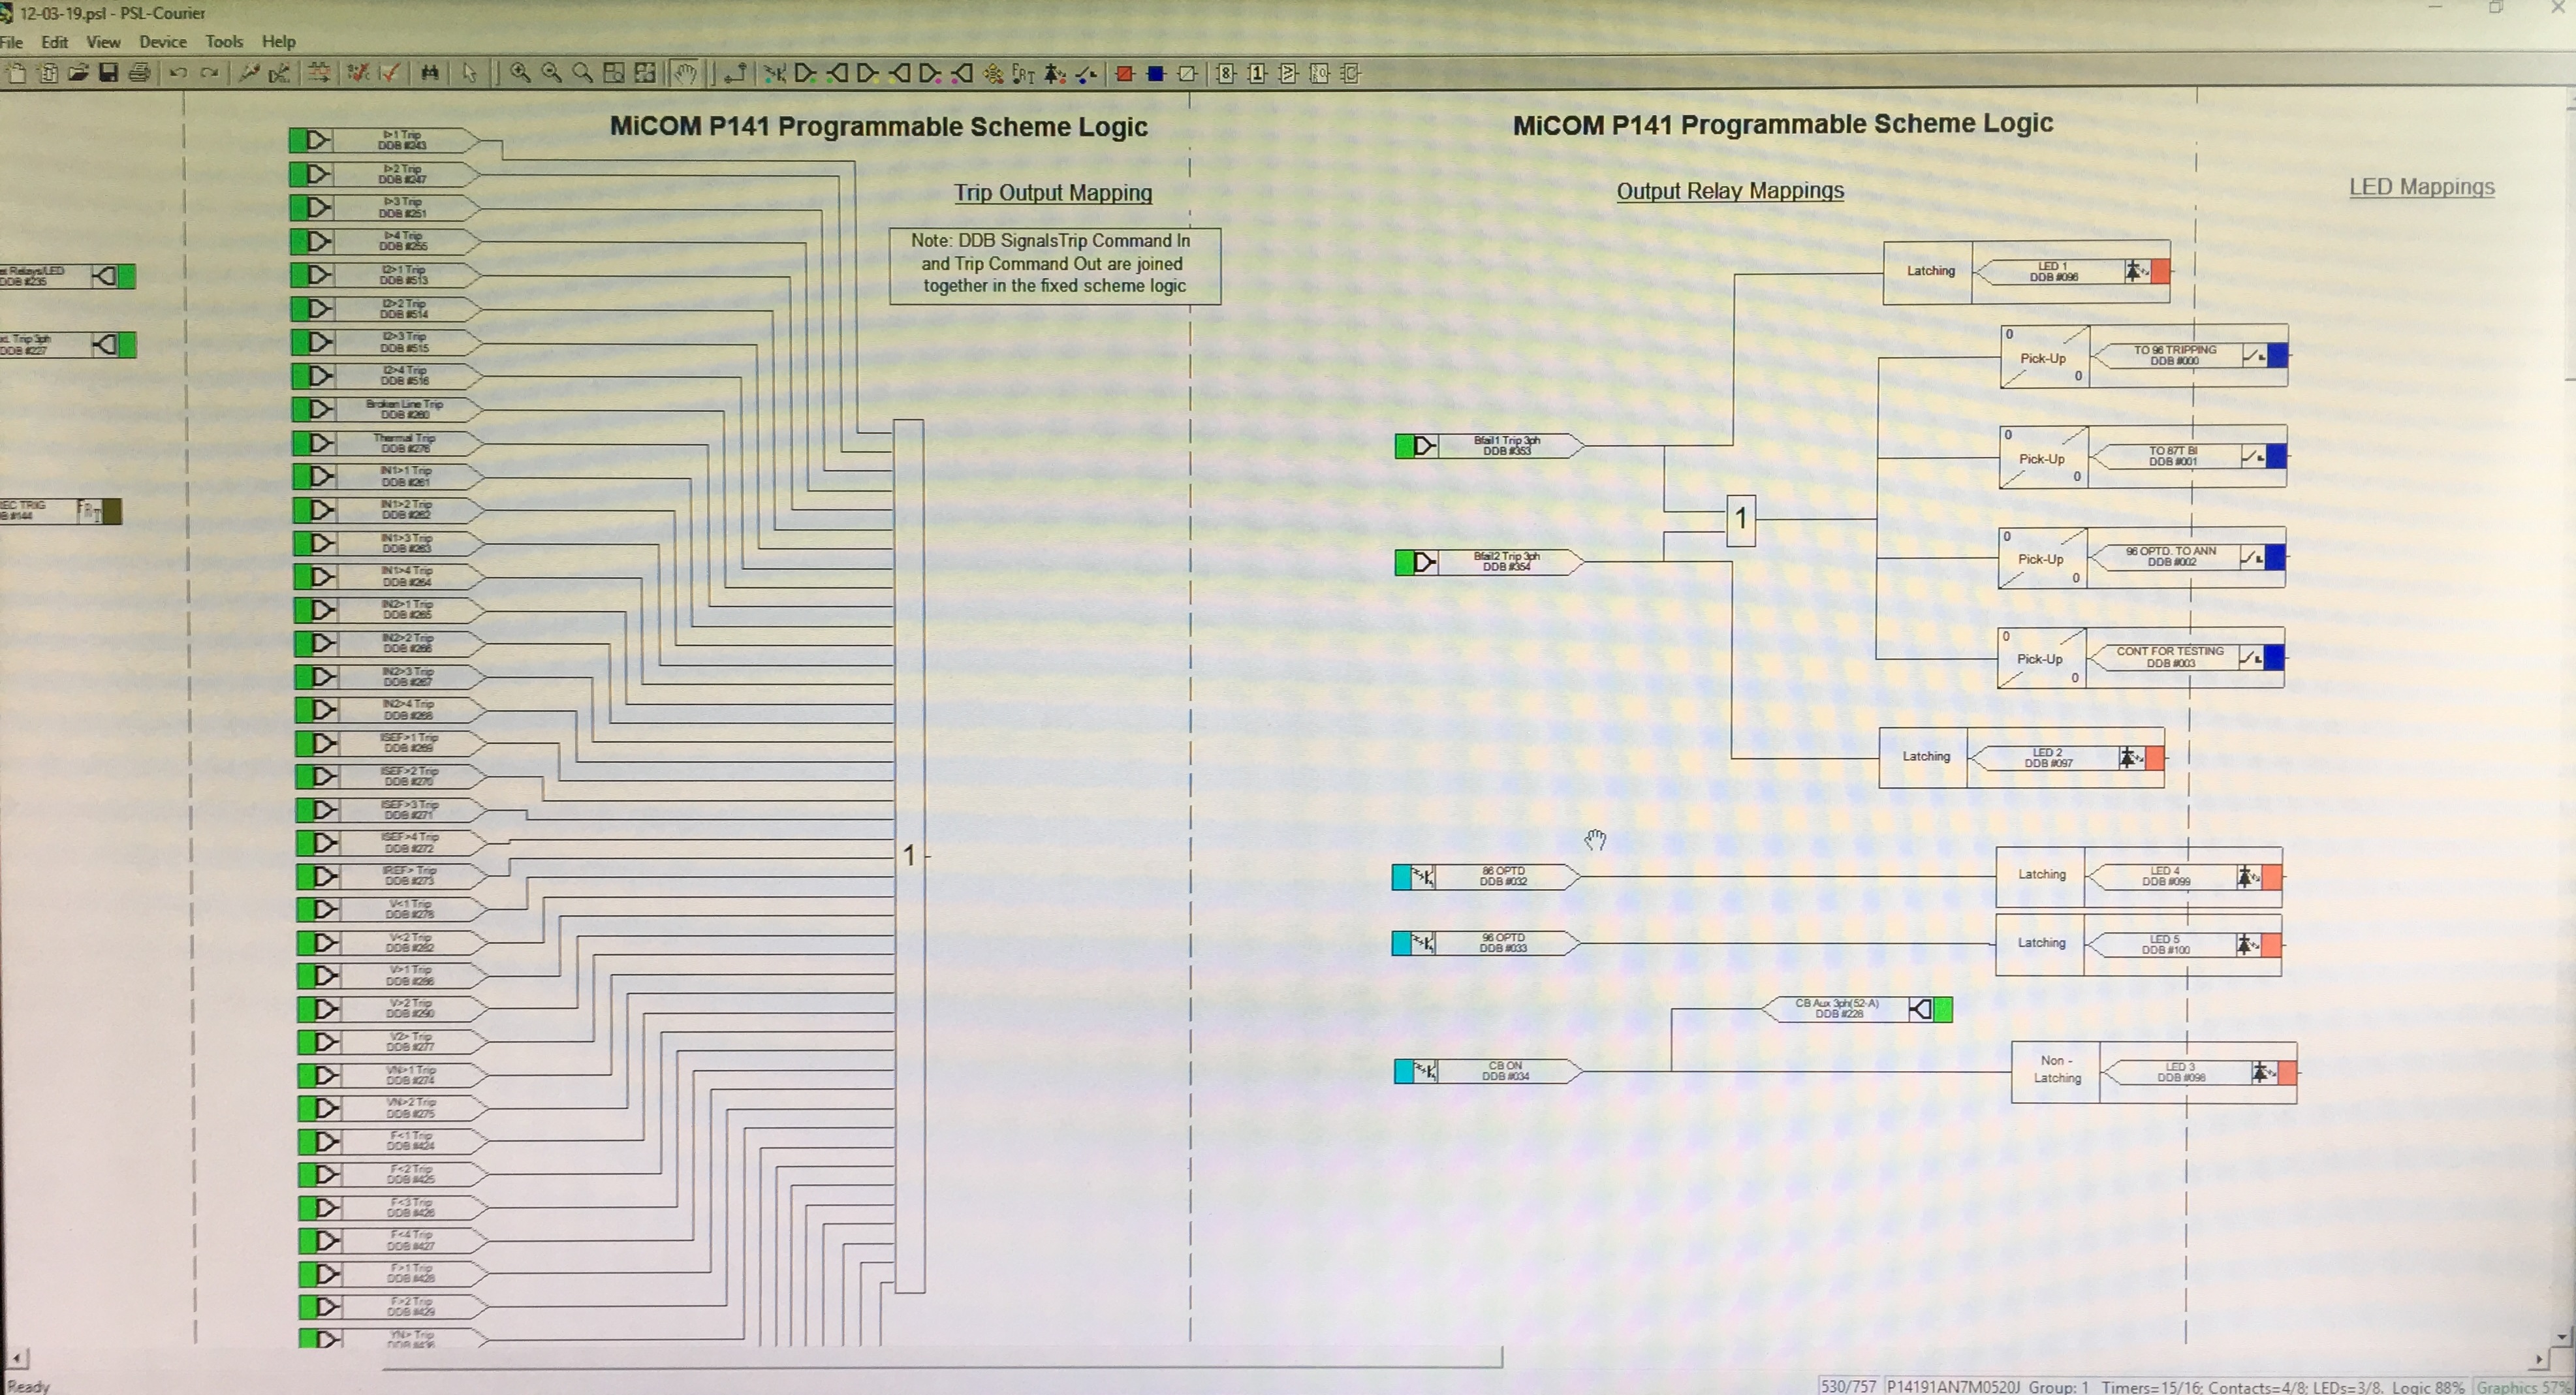 12-03-19.psl - PSL-Courier
File Edit View Device Tools Help
MiCOM P141 Programmable Scheme Logic
MiCOM P141 Programmable Scheme Logic
Trip Output Mapping
Output Relay Mappings
LED Mappings
Note: DDB SignalsTrip Command In
and Trip Command Out are joined
together in the fixed scheme logic
Relays/LED
DDB #235
Trip 3ph
DDB #227
TRIG
#144
I>1 Trip
DDB #243
I>2 Trip
DDB #247
I>3 Trip
DDB #251
I>4 Trip
DDB #255
I2>1 Trip
DDB #513
I2>2 Trip
DDB #514
I2>3 Trip
DDB #515
I2>4 Trip
DDB #516
Broken Line Trip
DDB #260
Thermal Trip
DDB #276
IN1>1 Trip
DDB #261
IN1>2 Trip
DDB #262
IN1>3 Trip
DDB #263
IN1>4 Trip
DDB #264
IN2>1 Trip
DDB #265
IN2>2 Trip
DDB #266
IN2>3 Trip
DDB #267
IN2>4 Trip
DDB #268
ISEF>1 Trip
DDB #269
ISEF>2 Trip
DDB #270
ISEF>3 Trip
DDB #271
ISEF>4 Trip
DDB #272
IREF> Trip
DDB #273
V<1 Trip
DDB #278
V<2 Trip
DDB #282
V>1 Trip
DDB #286
V>2 Trip
DDB #290
V2> Trip
DDB #277
VN>1 Trip
DDB #274
VN>2 Trip
DDB #275
F<1 Trip
DDB #424
F<2 Trip
DDB #425
F<3 Trip
DDB #426
F<4 Trip
DDB #427
F>1 Trip
DDB #428
F>2 Trip
DDB #429
YN> Trip
1
Bfail1 Trip 3ph
DDB #353
Bfail2 Trip 3ph
DDB #354
1
Latching
LED 1
DDB #096
0
Pick-Up
0
TO 96 TRIPPING
DDB #000
0
Pick-Up
0
TO 87T BI
DDB #001
0
Pick-Up
0
96 OPTD. TO ANN
DDB #002
0
Pick-Up
0
CONT FOR TESTING
DDB #003
Latching
LED 2
DDB #097
86 OPTD
DDB #032
Latching
LED 4
DDB #099
96 OPTD
DDB #033
Latching
LED 5
DDB #100
CB Aux 3ph(52-A)
DDB #226
CB ON
DDB #034
Non -
Latching
LED 3
DDB #098
Ready
530/757 P14191AN7M0520J Group: 1 Timers=15/16; Contacts=4/8; LEDs=3/8. Logic 88% Graphics 57%